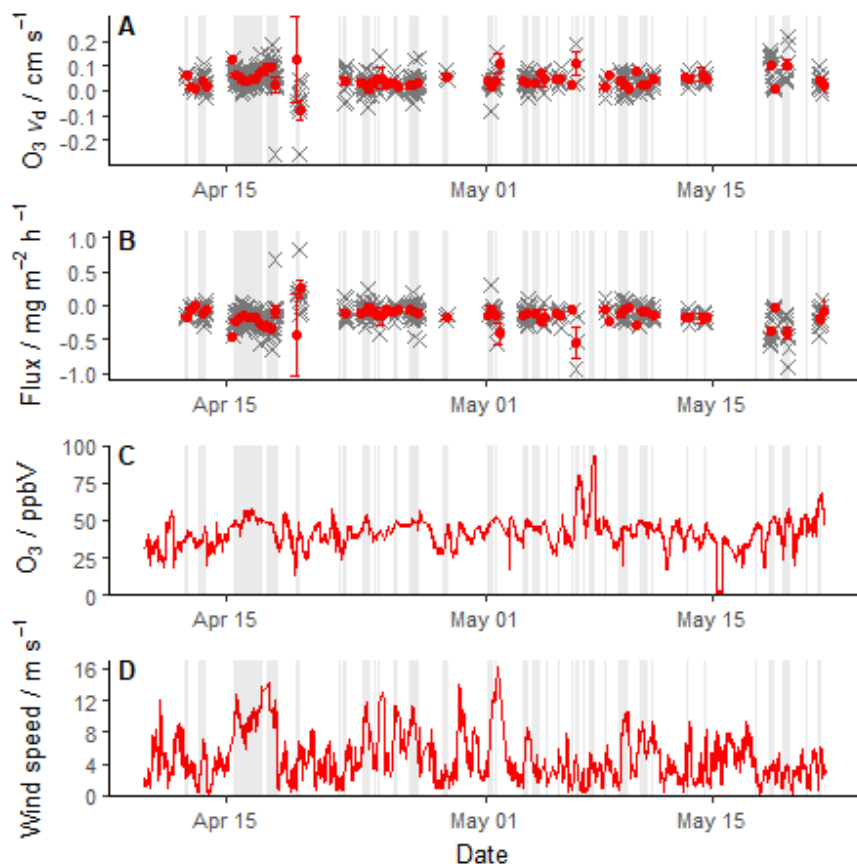 A
O₃ v_d / cm s⁻¹
0.2
0.1
0.0
-0.1
-0.2
Apr 15
May 01
May 15
B
Flux / mg m⁻² h⁻¹
1.0
0.5
0.0
-0.5
-1.0
Apr 15
May 01
May 15
C
O₃ / ppbV
100
75
50
25
0
Apr 15
May 01
May 15
D
Wind speed / m s⁻¹
16
12
8
4
0
Apr 15
May 01
May 15
Date